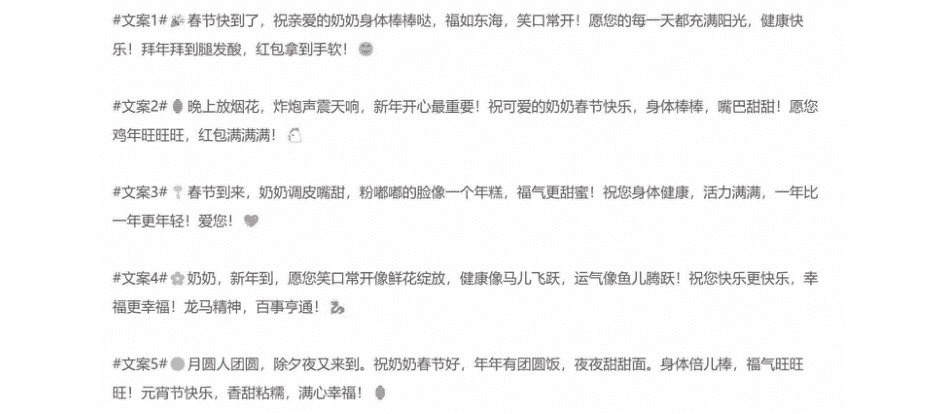 #文案1# 🎉 春节快到了，祝亲爱的奶奶身体棒棒哒，福如东海，笑口常开！愿您的每一天都充满阳光，健康快
乐！拜年拜到腿发酸，红包拿到手软！ 😊
#文案2# 🏮 晚上放烟花，炸炮声震天响，新年开心最重要！祝可爱的奶奶春节快乐，身体棒棒，嘴巴甜甜！愿您
鸡年旺旺旺，红包满满满！ 🐔
#文案3# 🎐 春节到来，奶奶调皮嘴甜，粉嘟嘟的脸像一个年糕，福气更甜蜜！祝您身体健康，活力满满，一年比
一年更年轻！爱您！ ❤
#文案4# 🌸 奶奶，新年到，愿您笑口常开像鲜花绽放，健康像马儿飞跃，运气像鱼儿腾跃！祝您快乐更快乐，幸
福更幸福！龙马精神，百事亨通！ 🐉
#文案5# 🌕 月圆人团圆，除夕夜又来到。祝奶奶春节好，年年有团圆饭，夜夜甜甜面。身体倍儿棒，福气旺旺
旺！元宵节快乐，香甜粘糯，满心幸福！ 🏮